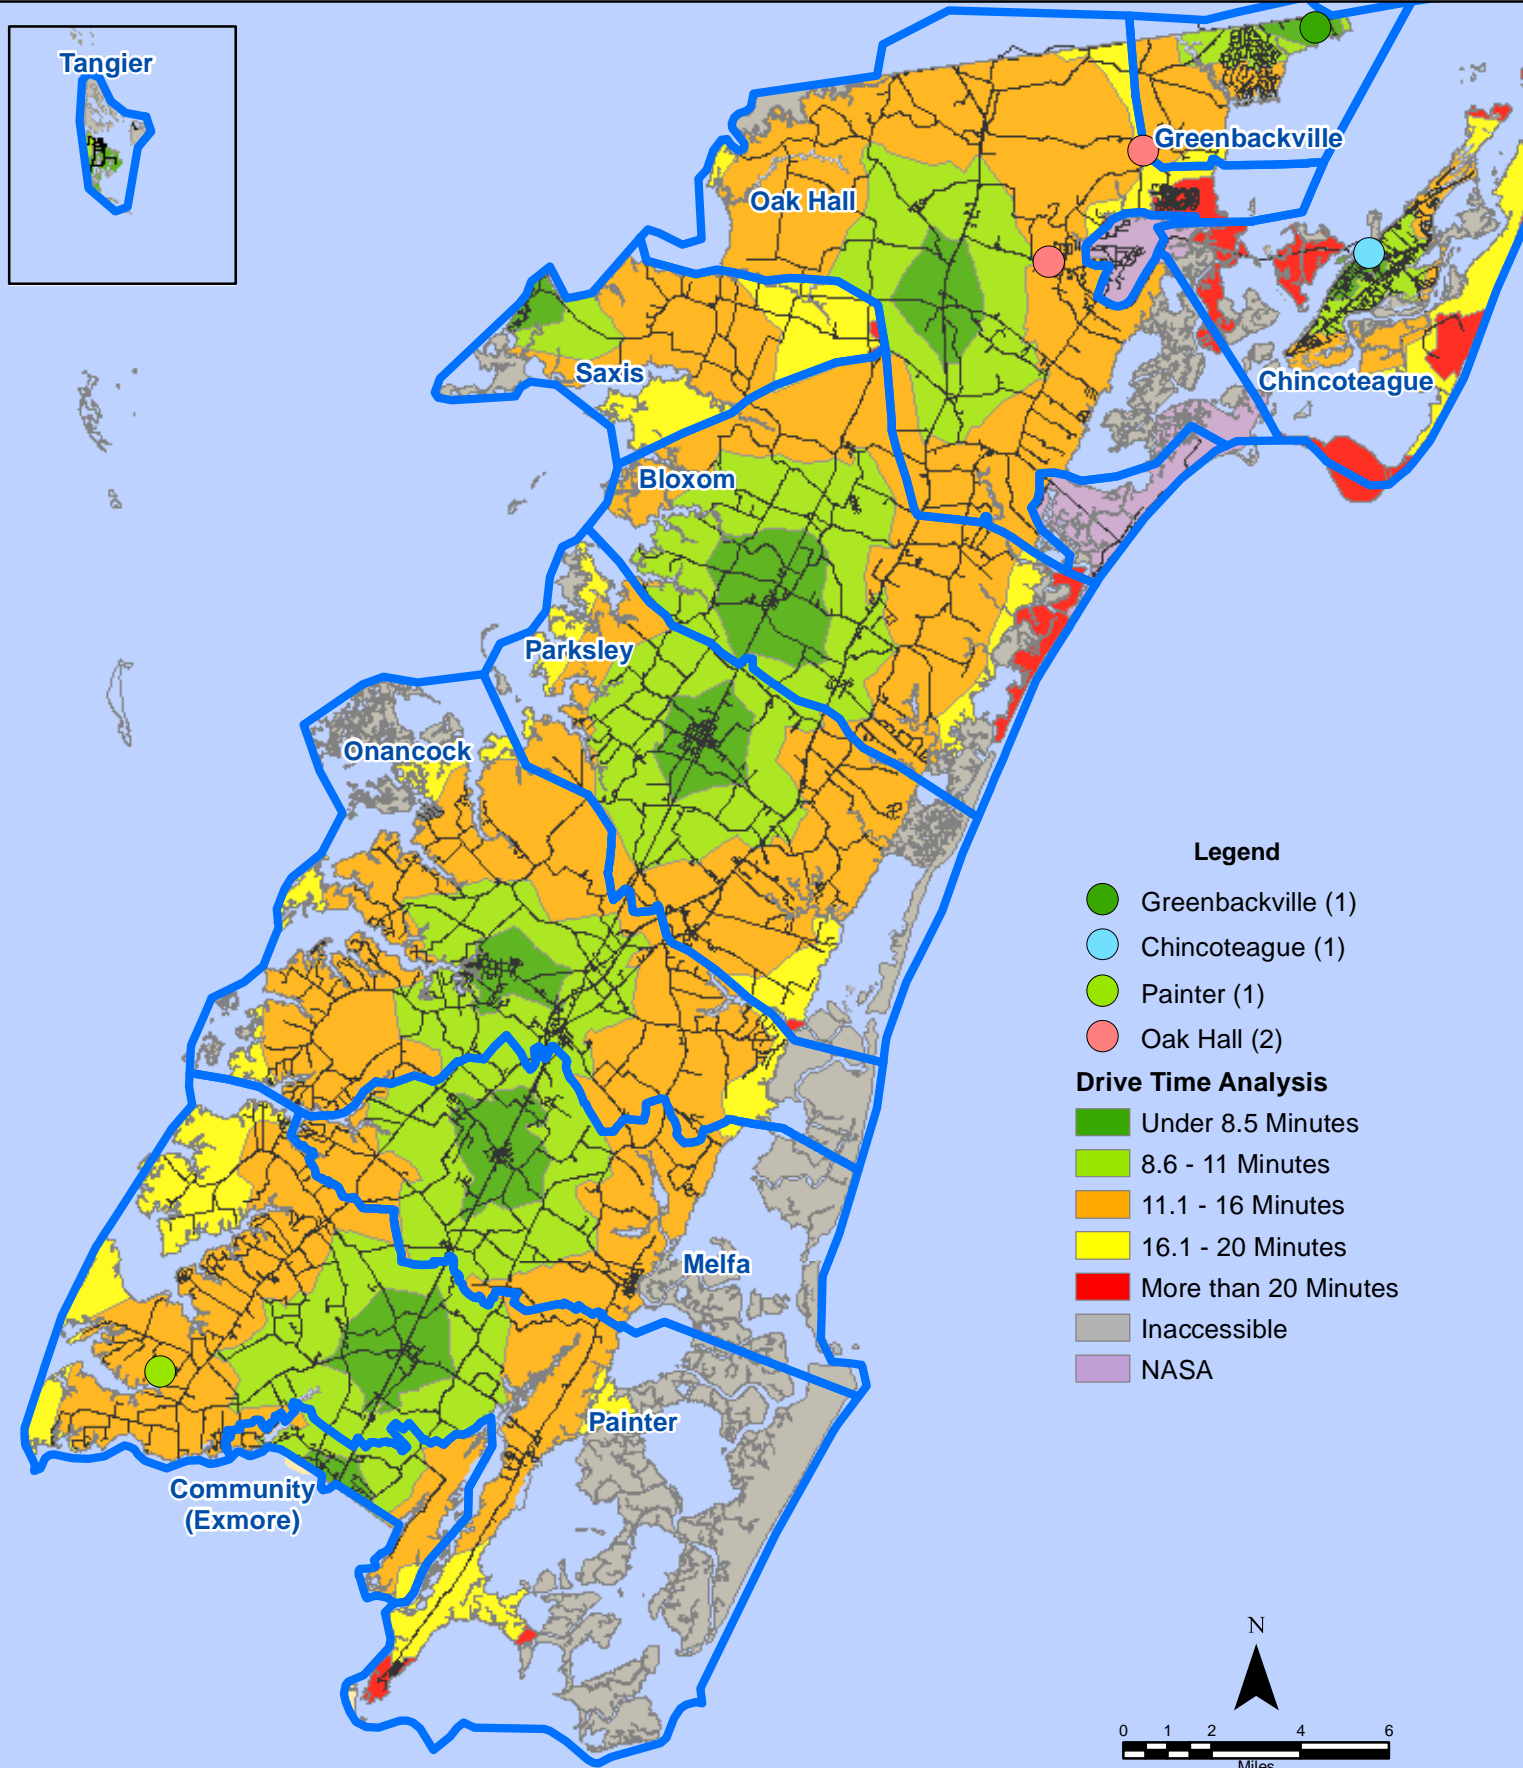 Tangier
Greenbackville
Oak Hall
Saxis
Chincoteague
Bloxom
Parksley
Onancock
Melfa
Painter
Community
(Exmore)
Legend
Greenbackville (1)
Chincoteague (1)
Painter (1)
Oak Hall (2)
Drive Time Analysis
Under 8.5 Minutes
8.6 - 11 Minutes
11.1 - 16 Minutes
16.1 - 20 Minutes
More than 20 Minutes
Inaccessible
NASA
N
0 1 2 4 6
Miles